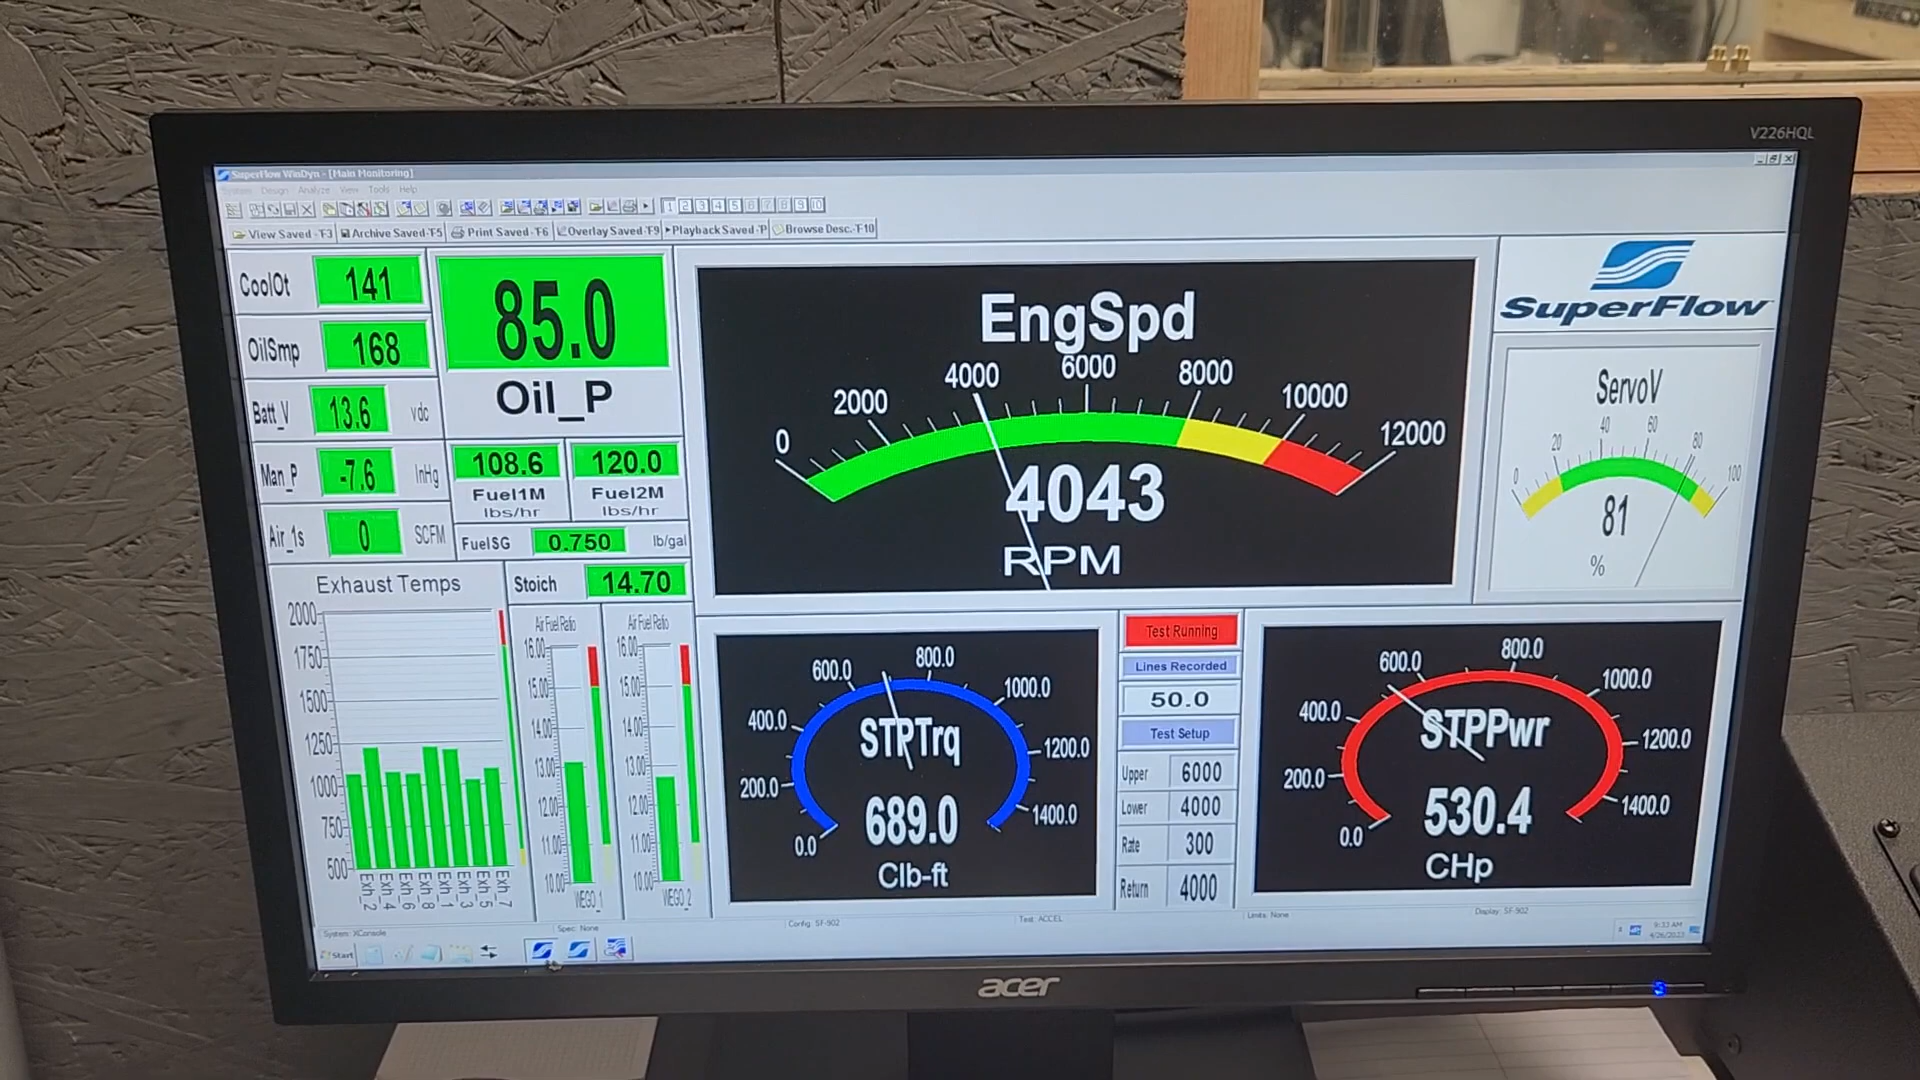 V226HQL
SuperFlow WinDyn - [Main Monitoring]
System Design Analyze View Tools Help
1 2 3 4 5 6 7 8 9 10
View Saved -F3 Archive Saved-F5 Print Saved -F6 Overlay Saved -F9 Playback Saved -P Browse Desc.-F10
CoolOt 141
OilSmp 168
Batt_V 13.6 vdc
Man_P -7.6 InHg
Air_1s 0 SCFM
85.0
Oil_P
108.6 120.0
Fuel1M Fuel2M
lbs/hr lbs/hr
FuelSG 0.750 lb/gal
Stoich 14.70
EngSpd
0 2000 4000 6000 8000 10000 12000
4043
RPM
SuperFlow
ServoV
0 20 40 60 80 100
81
%
Exhaust Temps
2000
1750
1500
1250
1000
750
500
Exh_2 Exh_4 Exh_6 Exh_8 Exh_1 Exh_3 Exh_5 Exh_7
Air Fuel Ratio
16.00
15.00
14.00
13.00
12.00
11.00
10.00
WEGO_1
Air Fuel Ratio
16.00
15.00
14.00
13.00
12.00
11.00
10.00
WEGO_2
0.0 200.0 400.0 600.0 800.0 1000.0 1200.0 1400.0
STPTrq
689.0
Clb-ft
Test Running
Lines Recorded
50.0
Test Setup
Upper 6000
Lower 4000
Rate 300
Return 4000
0.0 200.0 400.0 600.0 800.0 1000.0 1200.0 1400.0
STPPwr
530.4
CHp
System: XConsole Spec: None Config: SF-902 Test: ACCEL Limits: None Display: SF-902
Start
9:33 AM
acer